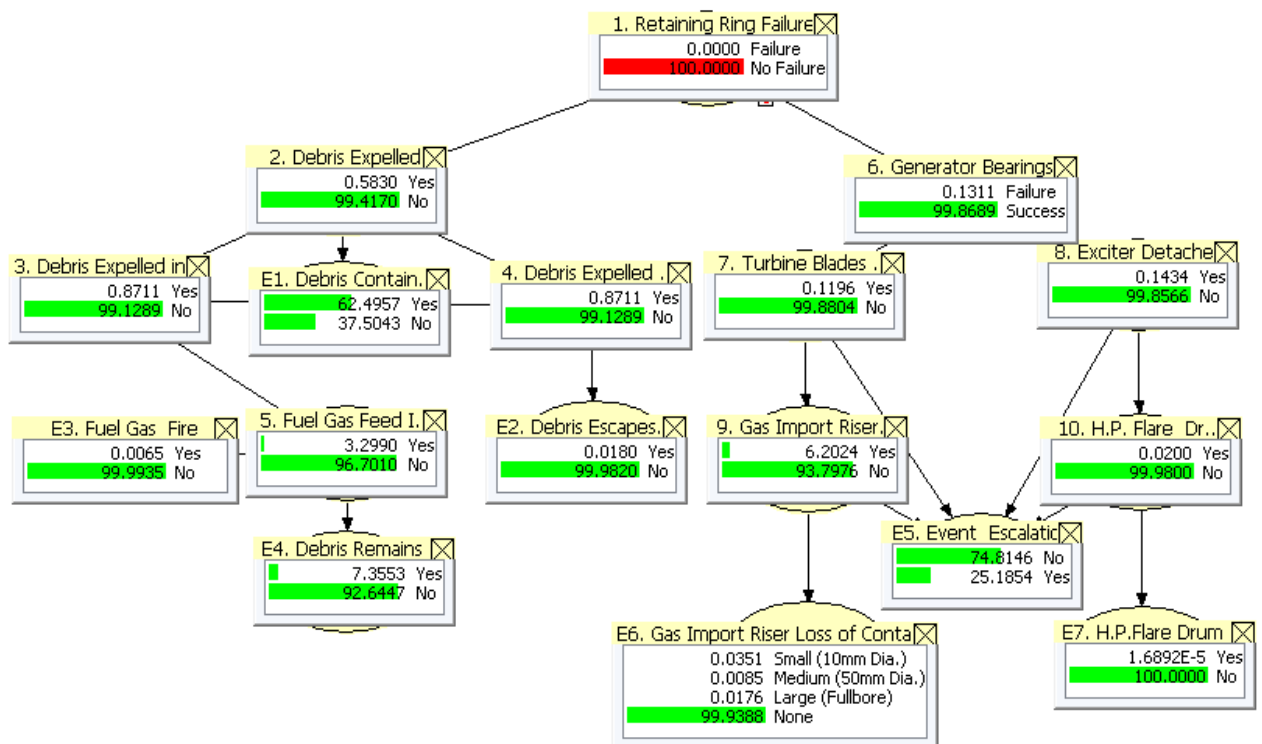 1. Retaining Ring Failure
0.0000 Failure
100.0000 No Failure
2. Debris Expelled
0.5830 Yes
99.4170 No
6. Generator Bearings
0.1311 Failure
99.8689 Success
3. Debris Expelled in
0.8711 Yes
99.1289 No
E1. Debris Contain.
62.4957 Yes
37.5043 No
4. Debris Expelled .
0.8711 Yes
99.1289 No
7. Turbine Blades .
0.1196 Yes
99.8804 No
8. Exciter Detache
0.1434 Yes
99.8566 No
E3. Fuel Gas Fire
0.0065 Yes
99.9935 No
5. Fuel Gas Feed I.
3.2990 Yes
96.7010 No
E2. Debris Escapes.
0.0180 Yes
99.9820 No
9. Gas Import Riser.
6.2024 Yes
93.7976 No
10. H.P. Flare Dr..
0.0200 Yes
99.9800 No
E4. Debris Remains
7.3553 Yes
92.6447 No
E5. Event Escalatic
74.8146 No
25.1854 Yes
E6. Gas Import Riser Loss of Conta
0.0351 Small (10mm Dia.)
0.0085 Medium (50mm Dia.)
0.0176 Large (Fullbore)
99.9388 None
E7. H.P.Flare Drum
1.6892E-5 Yes
100.0000 No